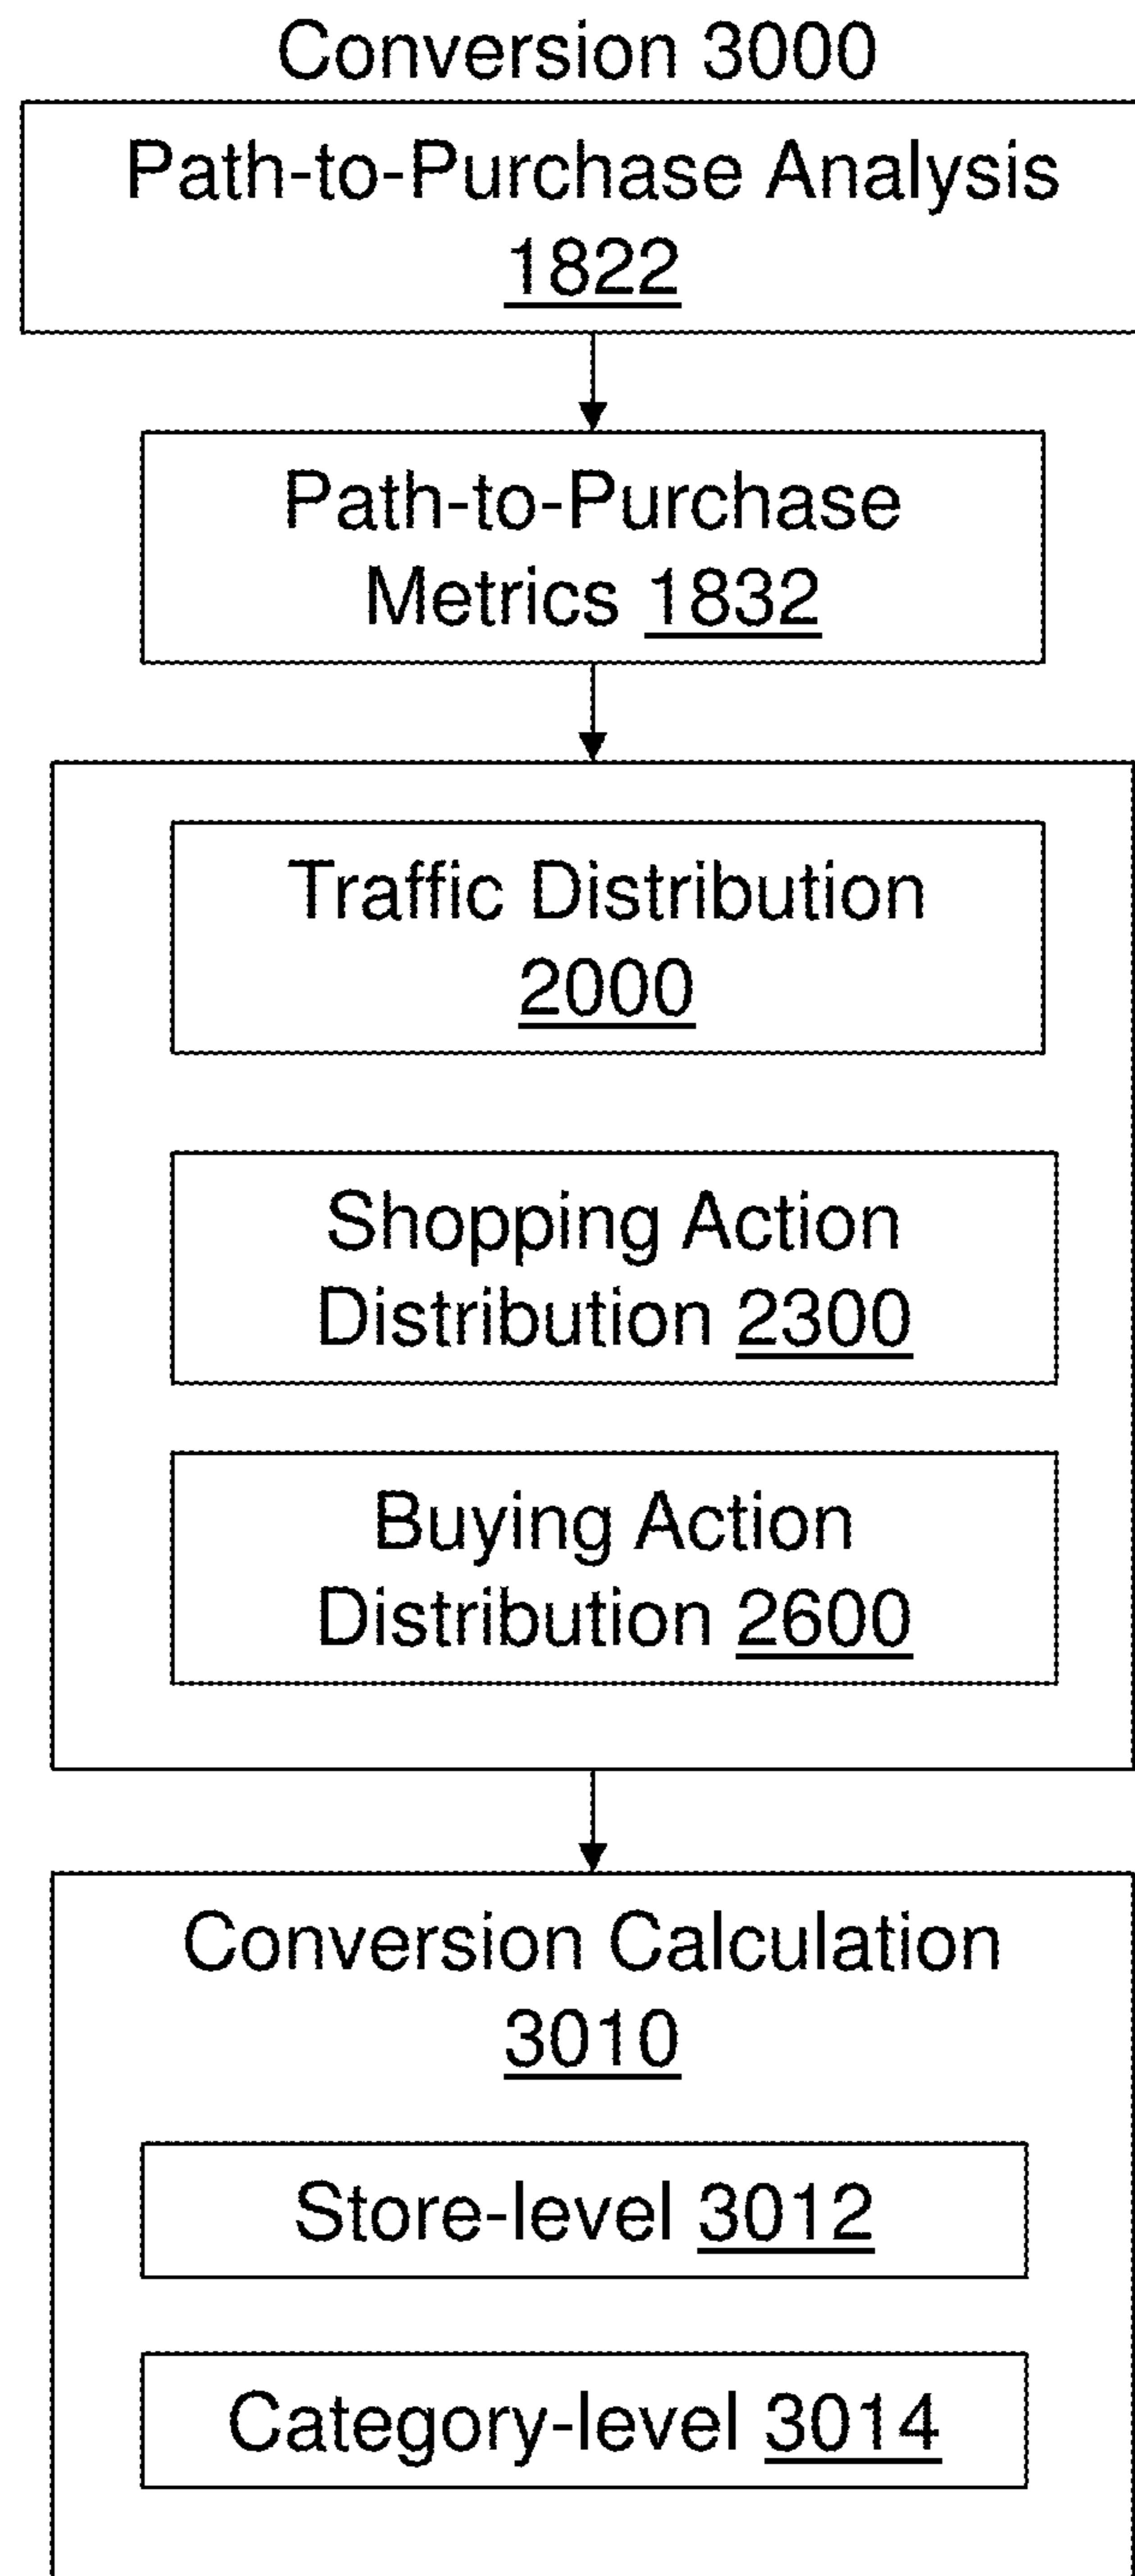 Conversion 3000
Path-to-Purchase Analysis
1822
Path-to-Purchase
Metrics 1832
Traffic Distribution
2000
Shopping Action
Distribution 2300
Buying Action
Distribution 2600
Conversion Calculation
3010
Store-level 3012
Category-level 3014